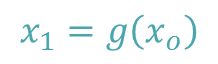 x₁ = g(xₒ)